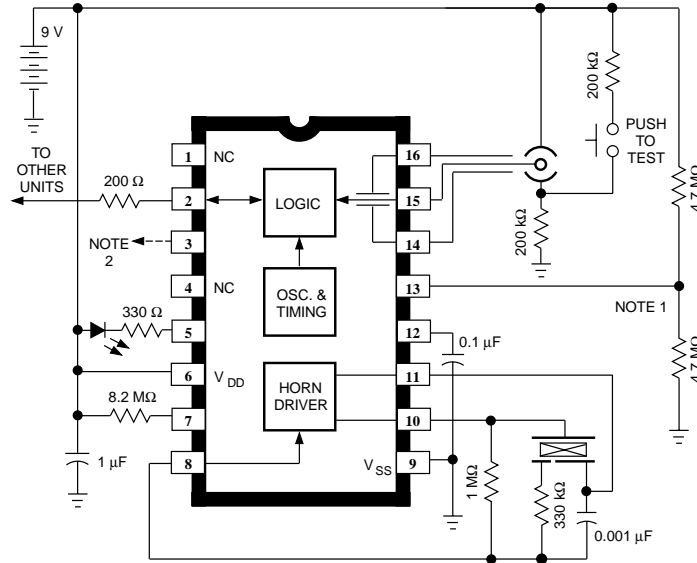 9 V
200 kΩ
PUSH
TO
TEST
TO
OTHER
UNITS
1
NC
16
200 Ω
2
LOGIC
15
4.7 MΩ
NOTE
2
3
14
200 kΩ
4
NC
OSC. &
TIMING
13
NOTE 1
330 Ω
5
12
0.1 µF
4.7 MΩ
6
V DD
HORN
DRIVER
11
8.2 MΩ
7
10
1 µF
8
V SS
9
1 MΩ
330 kΩ
0.001 µF